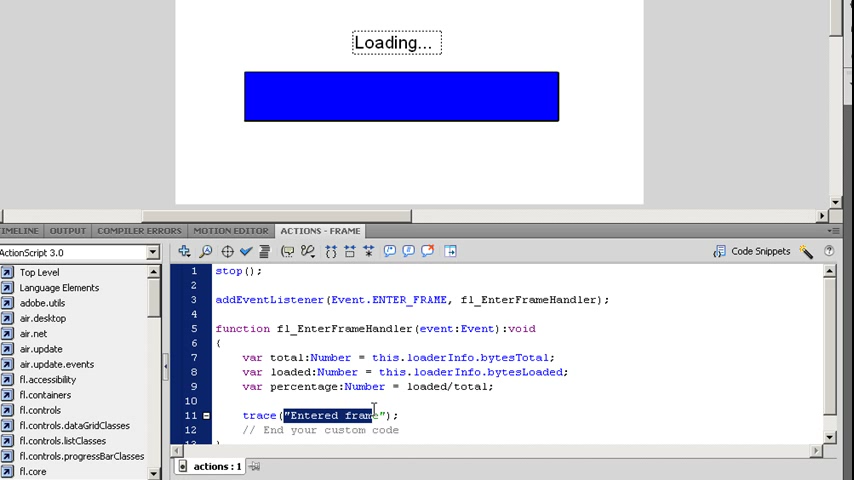 Loading...
TIMELINE OUTPUT COMPILER ERRORS MOTION EDITOR ACTIONS - FRAME
ActionScript 3.0
Code Snippets
Top Level
Language Elements
adobe.utils
air.desktop
air.net
air.update
air.update.events
fl.accessibility
fl.containers
fl.controls
fl.controls.dataGridClasses
fl.controls.listClasses
fl.controls.progressBarClasses
fl.core
1 stop();
2
3 addEventListener(Event.ENTER_FRAME, fl_EnterFrameHandler);
4
5 function fl_EnterFrameHandler(event:Event):void
6 {
7 var total:Number = this.loaderInfo.bytesTotal;
8 var loaded:Number = this.loaderInfo.bytesLoaded;
9 var percentage:Number = loaded/total;
10
11 trace("Entered frame");
12 // End your custom code
13 }
actions : 1